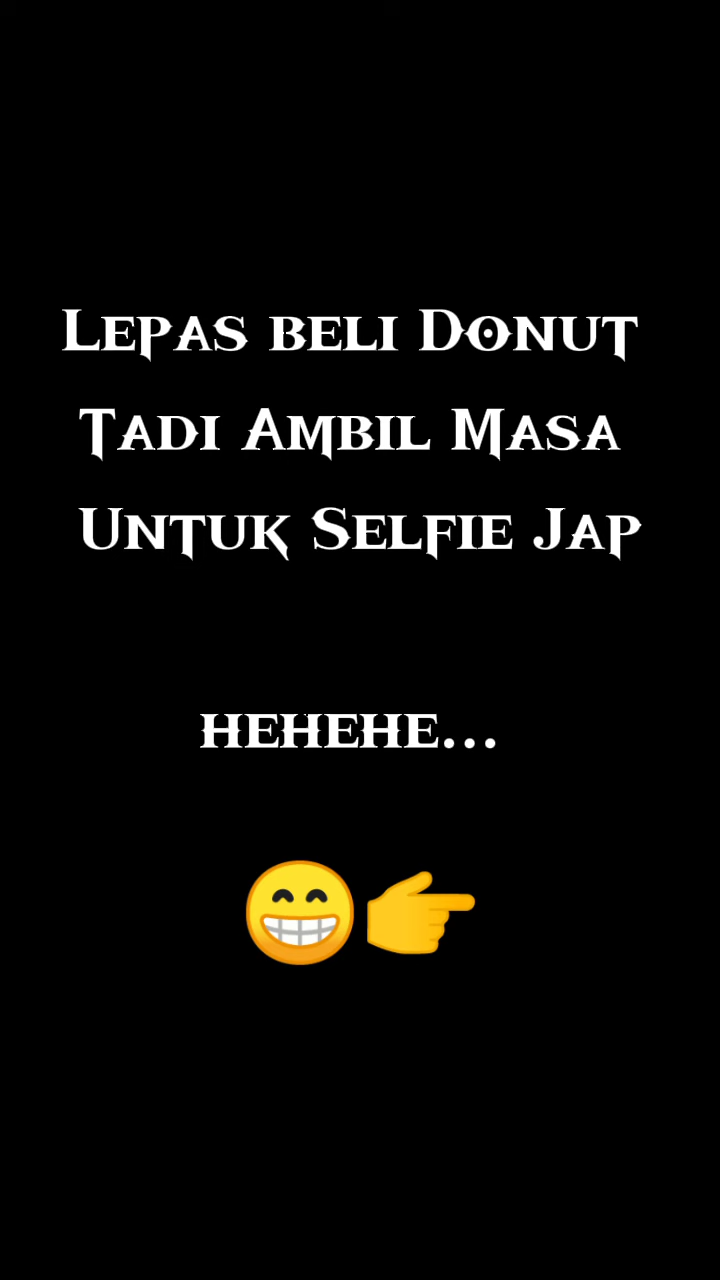 Lepas beli Donut
Tadi Ambil Masa
Untuk Selfie Jap
hehehe...
😁👉